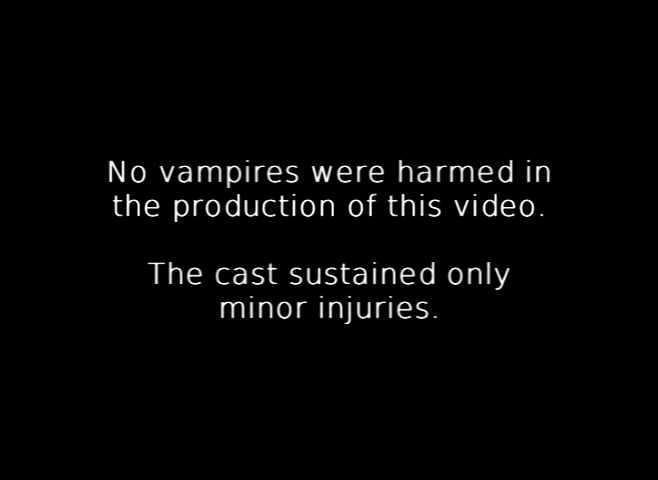 No vampires were harmed in
the production of this video.
The cast sustained only
minor injuries.